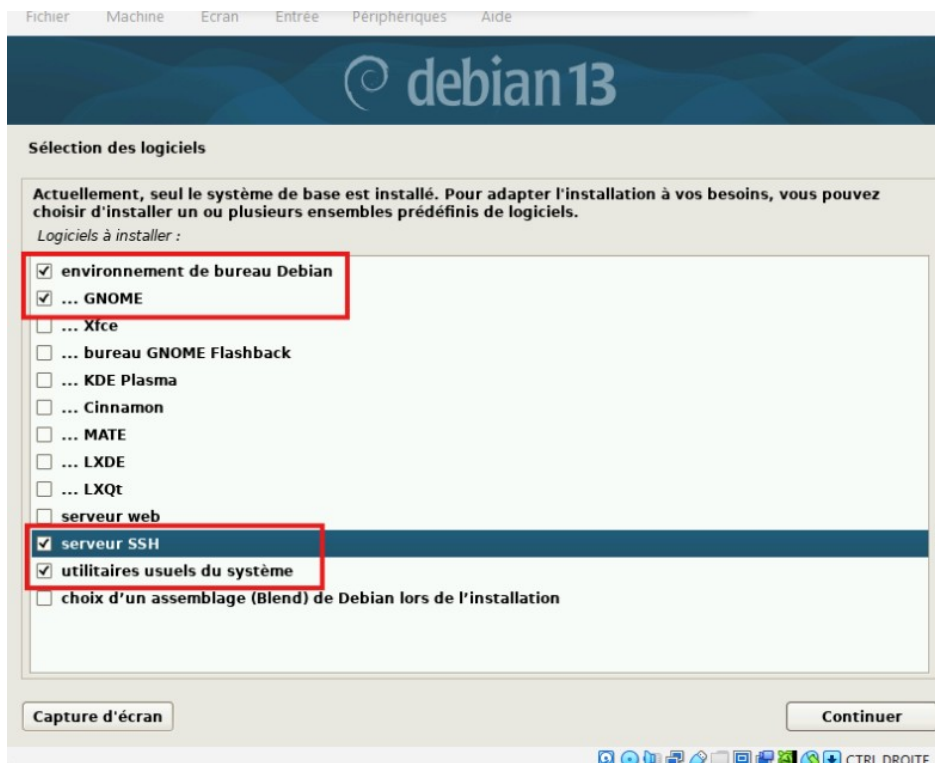 Fichier Machine Ecran Entrée Périphériques Aide
debian 13
Sélection des logiciels
Actuellement, seul le système de base est installé. Pour adapter l'installation à vos besoins, vous pouvez
choisir d'installer un ou plusieurs ensembles prédéfinis de logiciels.
Logiciels à installer :
environnement de bureau Debian
... GNOME
... Xfce
... bureau GNOME Flashback
... KDE Plasma
... Cinnamon
... MATE
... LXDE
... LXQt
serveur web
serveur SSH
utilitaires usuels du système
choix d’un assemblage (Blend) de Debian lors de l’installation
Capture d'écran
Continuer
CTRL DROITE